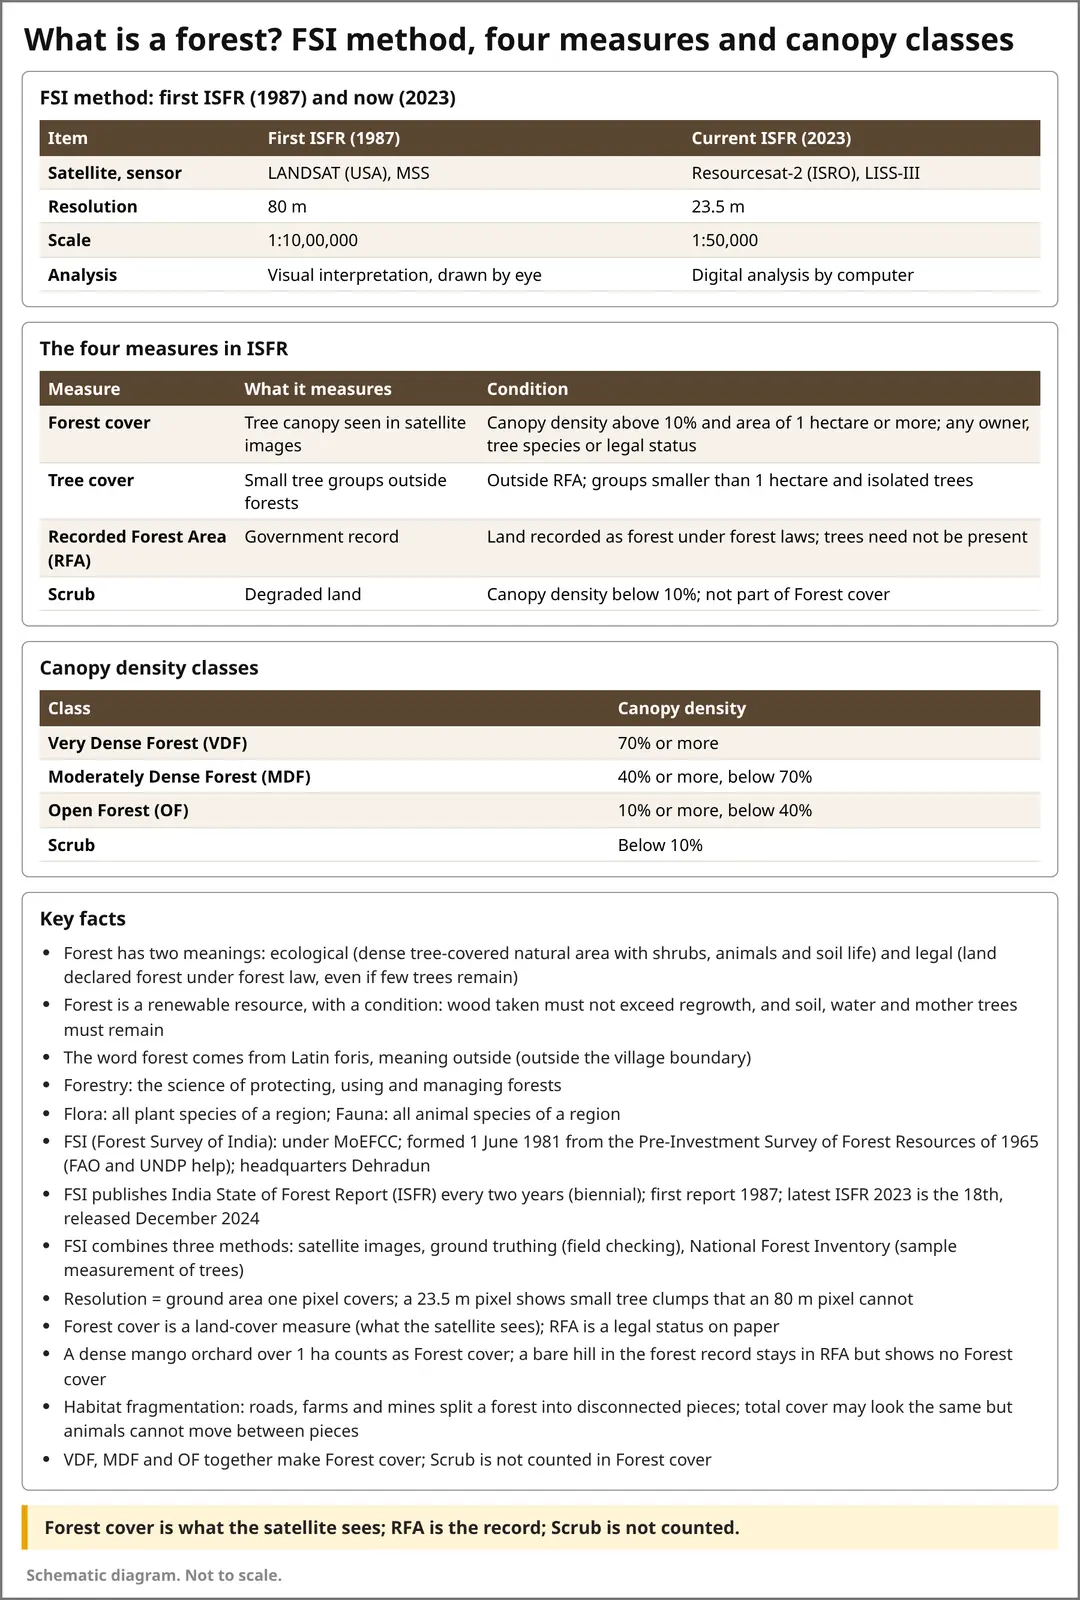 What is a forest? FSI method, four measures and canopy classes
FSI method: first ISFR (1987) and now (2023)
Item First ISFR (1987) Current ISFR (2023)
Satellite, sensor LANDSAT (USA), MSS Resourcesat-2 (ISRO), LISS-III
Resolution 80 m 23.5 m
Scale 1:10,00,000 1:50,000
Analysis Visual interpretation, drawn by eye Digital analysis by computer
The four measures in ISFR
Measure What it measures Condition
Forest cover Tree canopy seen in satellite Canopy density above 10% and area of 1 hectare or more; any owner,
images tree species or legal status
Tree cover Small tree groups outside Outside RFA; groups smaller than 1 hectare and isolated trees
forests
Recorded Forest Area Government record Land recorded as forest under forest laws; trees need not be present
(RFA)
Scrub Degraded land Canopy density below 10%; not part of Forest cover
Canopy density classes
Class Canopy density
Very Dense Forest (VDF) 70% or more
Moderately Dense Forest (MDF) 40% or more, below 70%
Open Forest (OF) 10% or more, below 40%
Scrub Below 10%
Key facts
• Forest has two meanings: ecological (dense tree-covered natural area with shrubs, animals and soil life) and legal (land
declared forest under forest law, even if few trees remain)
• Forest is a renewable resource, with a condition: wood taken must not exceed regrowth, and soil, water and mother trees
must remain
• The word forest comes from Latin foris, meaning outside (outside the village boundary)
• Forestry: the science of protecting, using and managing forests
• Flora: all plant species of a region; Fauna: all animal species of a region
• FSI (Forest Survey of India): under MoEFCC; formed 1 June 1981 from the Pre-Investment Survey of Forest Resources of 1965
(FAO and UNDP help); headquarters Dehradun
• FSI publishes India State of Forest Report (ISFR) every two years (biennial); first report 1987; latest ISFR 2023 is the 18th,
released December 2024
• FSI combines three methods: satellite images, ground truthing (field checking), National Forest Inventory (sample
measurement of trees)
• Resolution = ground area one pixel covers; a 23.5 m pixel shows small tree clumps that an 80 m pixel cannot
• Forest cover is a land-cover measure (what the satellite sees); RFA is a legal status on paper
• A dense mango orchard over 1 ha counts as Forest cover; a bare hill in the forest record stays in RFA but shows no Forest
cover
• Habitat fragmentation: roads, farms and mines split a forest into disconnected pieces; total cover may look the same but
animals cannot move between pieces
• VDF, MDF and OF together make Forest cover; Scrub is not counted in Forest cover
Forest cover is what the satellite sees; RFA is the record; Scrub is not counted.
Schematic diagram. Not to scale.